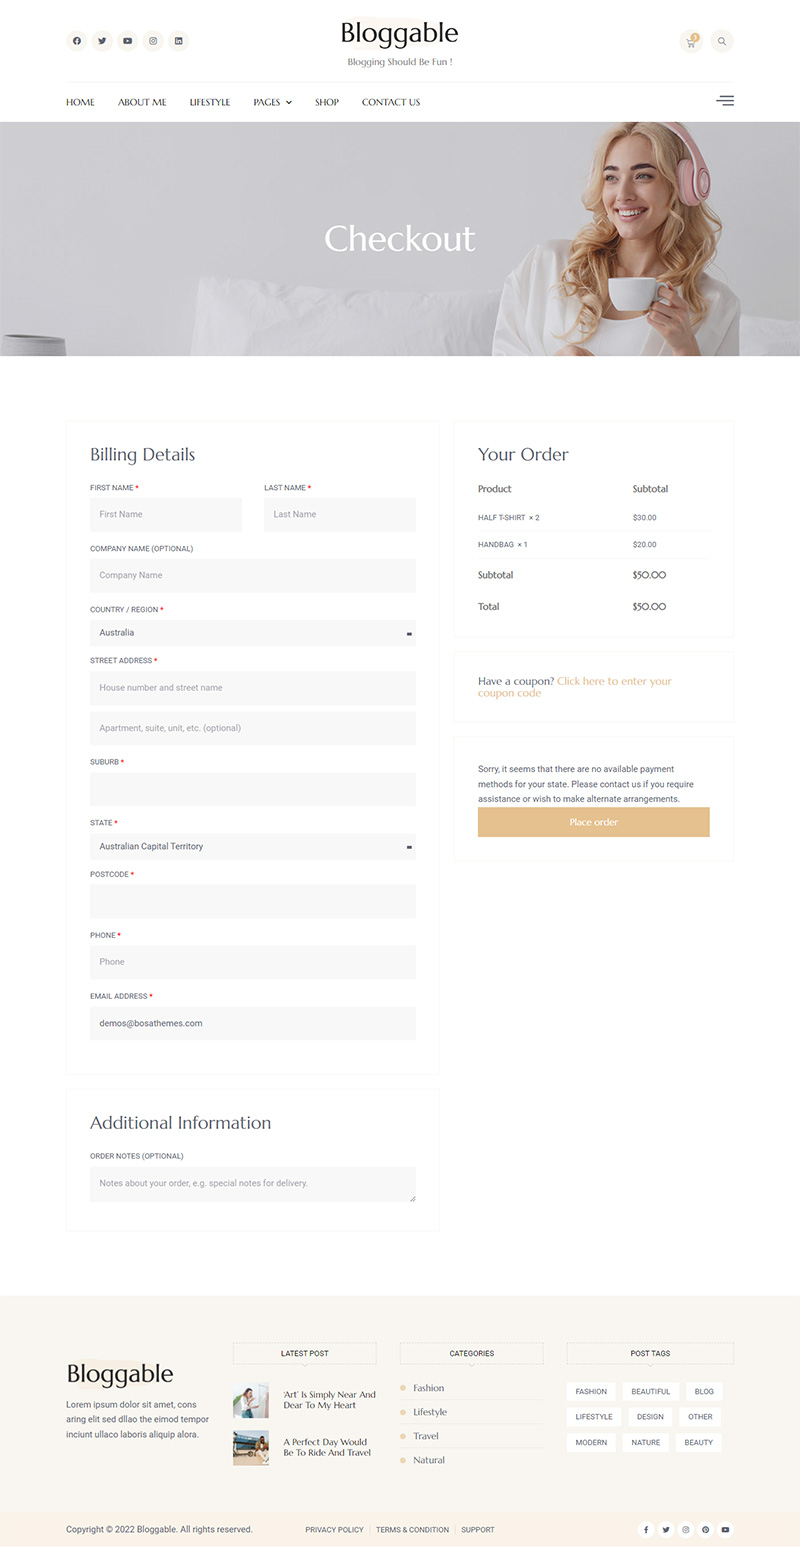 Bloggable
Blogging Should Be Fun !
3
HOME ABOUT ME LIFESTYLE PAGES SHOP CONTACT US
Checkout
Billing Details
FIRST NAME * LAST NAME *
First Name Last Name
COMPANY NAME (OPTIONAL)
Company Name
COUNTRY / REGION *
Australia
STREET ADDRESS *
House number and street name
Apartment, suite, unit, etc. (optional)
SUBURB *
STATE *
Australian Capital Territory
POSTCODE *
PHONE *
Phone
EMAIL ADDRESS *
demos@bosathemes.com
Additional Information
ORDER NOTES (OPTIONAL)
Notes about your order, e.g. special notes for delivery.
Your Order
Product Subtotal
HALF T-SHIRT × 2 $30.00
HANDBAG × 1 $20.00
Subtotal $50.00
Total $50.00
Have a coupon? Click here to enter your
coupon code
Sorry, it seems that there are no available payment
methods for your state. Please contact us if you require
assistance or wish to make alternate arrangements.
Place order
Bloggable
Lorem ipsum dolor sit amet, cons
aring elit sed dllao the eimod tempor
inciunt ullaco laboris aliquip alora.
LATEST POST
'Art' Is Simply Near And
Dear To My Heart
A Perfect Day Would
Be To Ride And Travel
CATEGORIES
Fashion
Lifestyle
Travel
Natural
POST TAGS
FASHION BEAUTIFUL BLOG
LIFESTYLE DESIGN OTHER
MODERN NATURE BEAUTY
Copyright © 2022 Bloggable. All rights reserved. PRIVACY POLICY TERMS & CONDITION SUPPORT